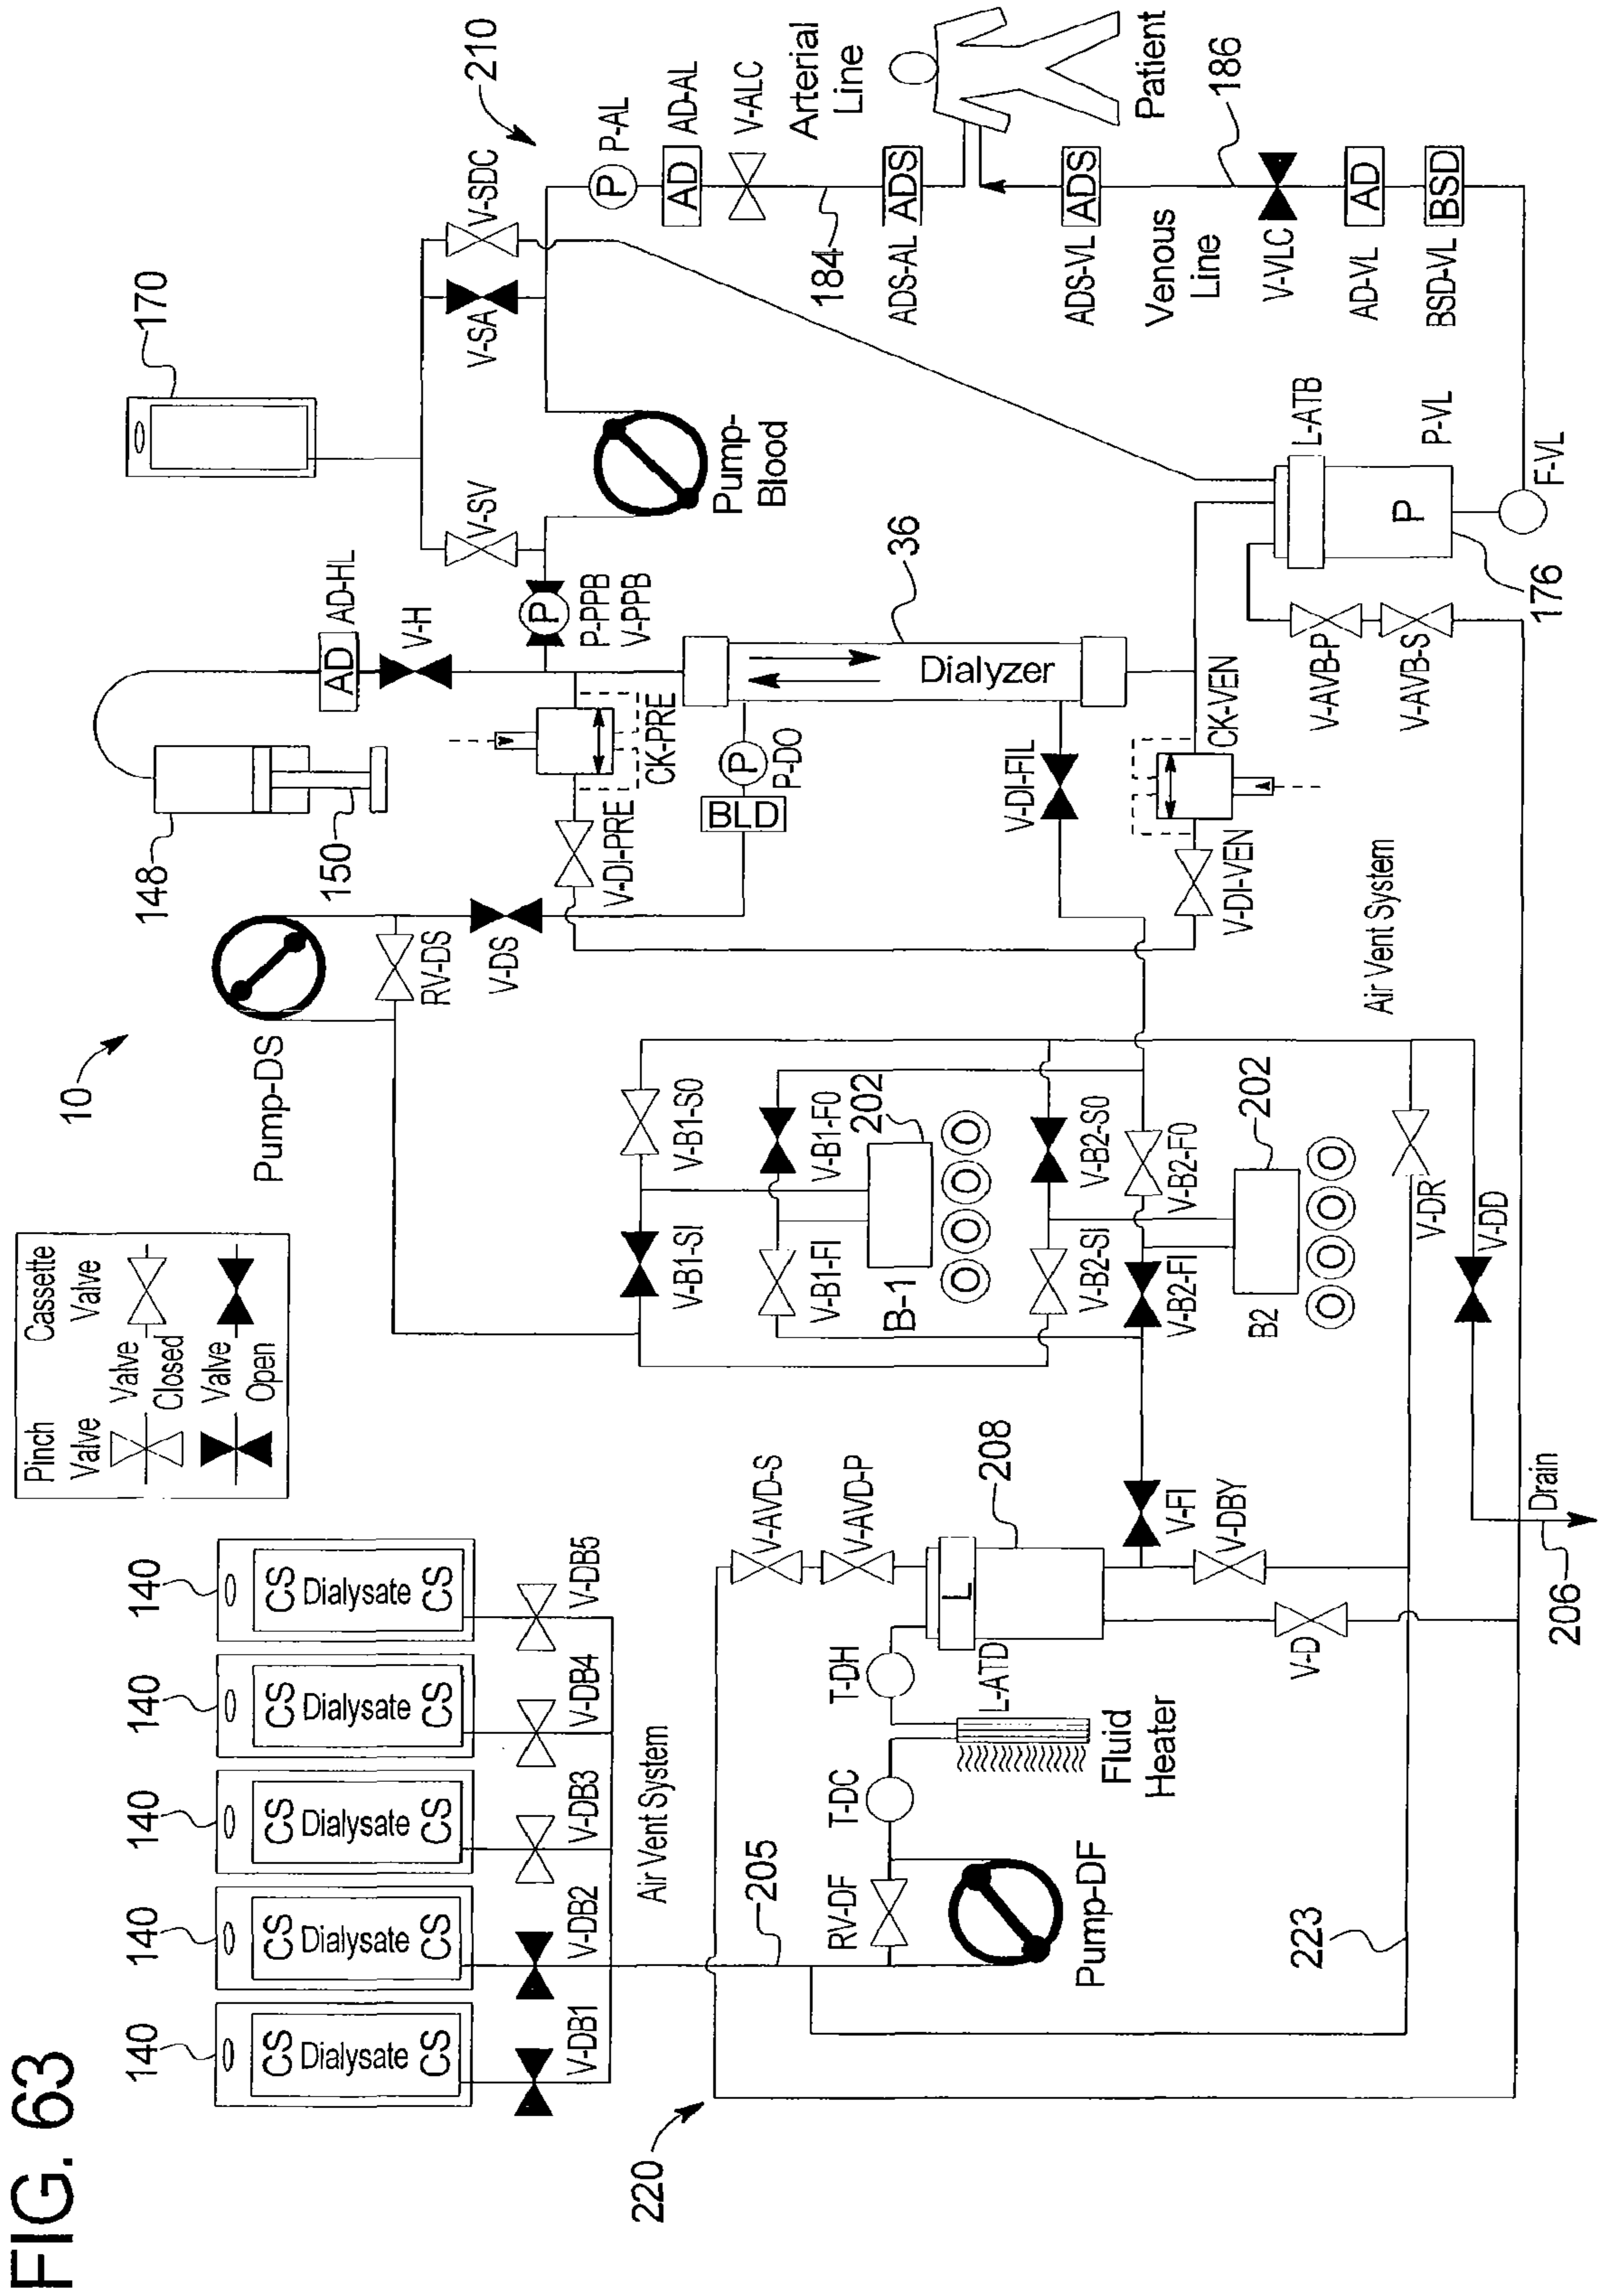 FIG. 63
10
220
210
Pinch
Valve
Cassette
Valve
Valve
Closed
Valve
Open
140
140
140
140
140
CS Dialysate CS
CS Dialysate CS
CS Dialysate CS
CS Dialysate CS
CS Dialysate CS
V-DB1
V-DB2
V-DB3
V-DB4
V-DB5
Air Vent System
205
RV-DF
Pump-DF
T-DC
T-DH
Fluid
Heater
L-ATD
L
208
V-AVD-S
V-AVD-P
V-FI
V-DBY
V-D
223
Drain
206
Pump-DS
RV-DS
V-DS
V-B1-SI
V-B1-S0
V-B1-FI
V-B1-F0
B-1
202
V-B2-SI
V-B2-S0
V-B2-FI
V-B2-F0
B2
202
V-DR
V-DD
148
150
AD
AD-HL
V-H
CK-PRE
V-DI-PRE
BLD
P
P-DO
V-DI-FIL
V-DI-VEN
CK-VEN
Air Vent System
Dialyzer
36
P
P-PPB
V-PPB
170
V-SV
V-SA
V-SDC
Pump-
Blood
P
P-AL
AD
AD-AL
V-ALC
Arterial
Line
184
ADS
ADS-AL
Patient
ADS
ADS-VL
Venous
Line
186
V-VLC
AD
AD-VL
BSD
BSD-VL
L-ATB
P
P-VL
F-VL
176
V-AVB-P
V-AVB-S